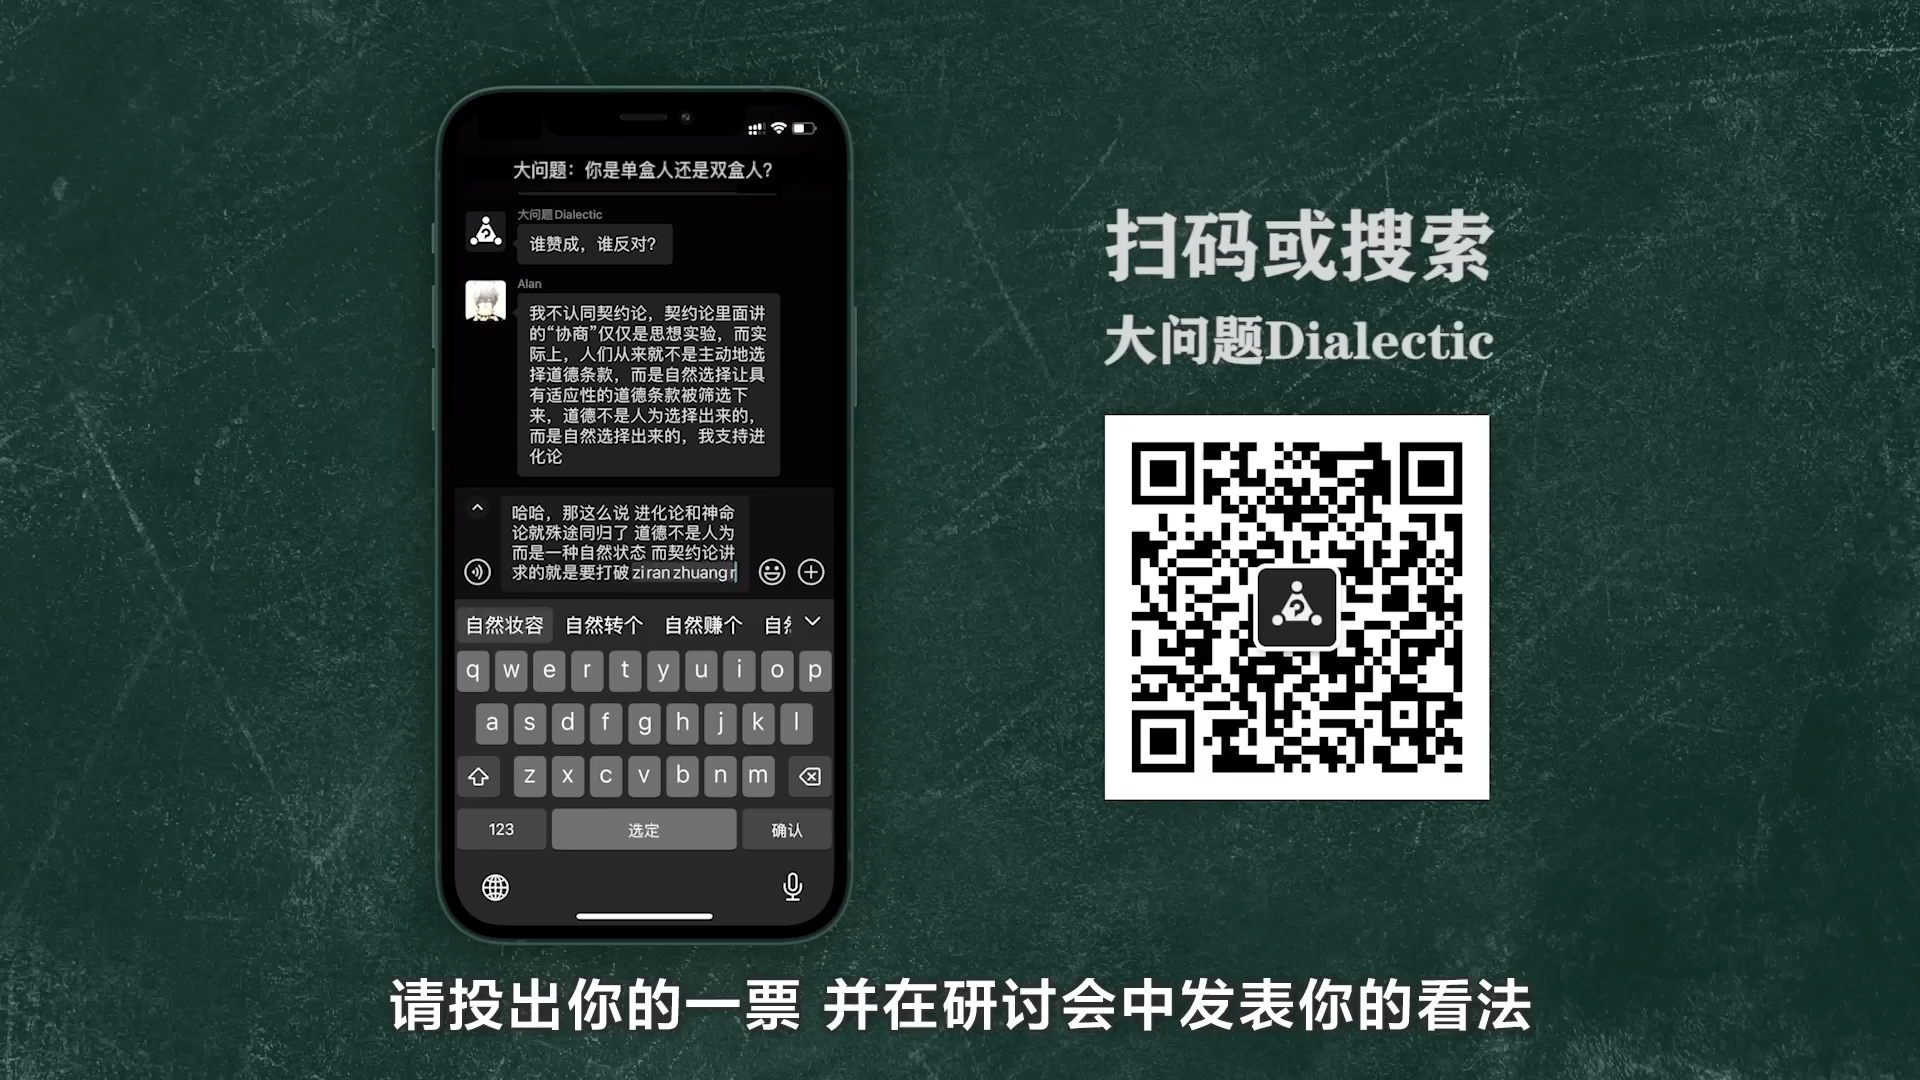 大问题：你是单盒人还是双盒人？
大问题Dialectic
谁赞成，谁反对？
Alan
我不认同契约论，契约论里面讲
的“协商”仅仅是思想实验，而实
际上，人们从来就不是主动地选
择道德条款，而是自然选择让具
有适应性的道德条款被筛选下
来，道德不是人为选择出来的，
而是自然选择出来的，我支持进
化论
哈哈，那这么说 进化论和神命
论就殊途同归了 道德不是人为
而是一种自然状态 而契约论讲
求的就是要打破zi ran zhuang r
自然妆容 自然转个 自然赚个
q w e r t y u i o p
a s d f g h j k l
z x c v b n m
123 选定 确认
扫码或搜索
大问题Dialectic
请投出你的一票 并在研讨会中发表你的看法